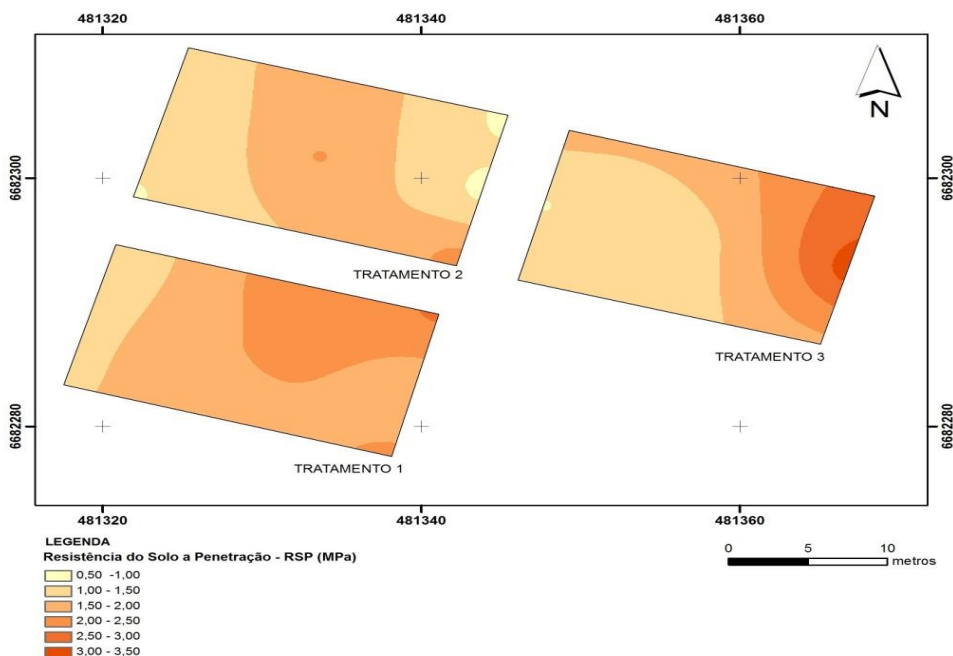 481320 481340 481360
6682300 6682300
N
TRATAMENTO 2
TRATAMENTO 3
6682280 6682280
TRATAMENTO 1
481320 481340 481360
LEGENDA
Resistência do Solo a Penetração - RSP (MPa)
0,50 -1,00
1,00 - 1,50
1,50 - 2,00
2,00 - 2,50
2,50 - 3,00
3,00 - 3,50
0 5 10
metros